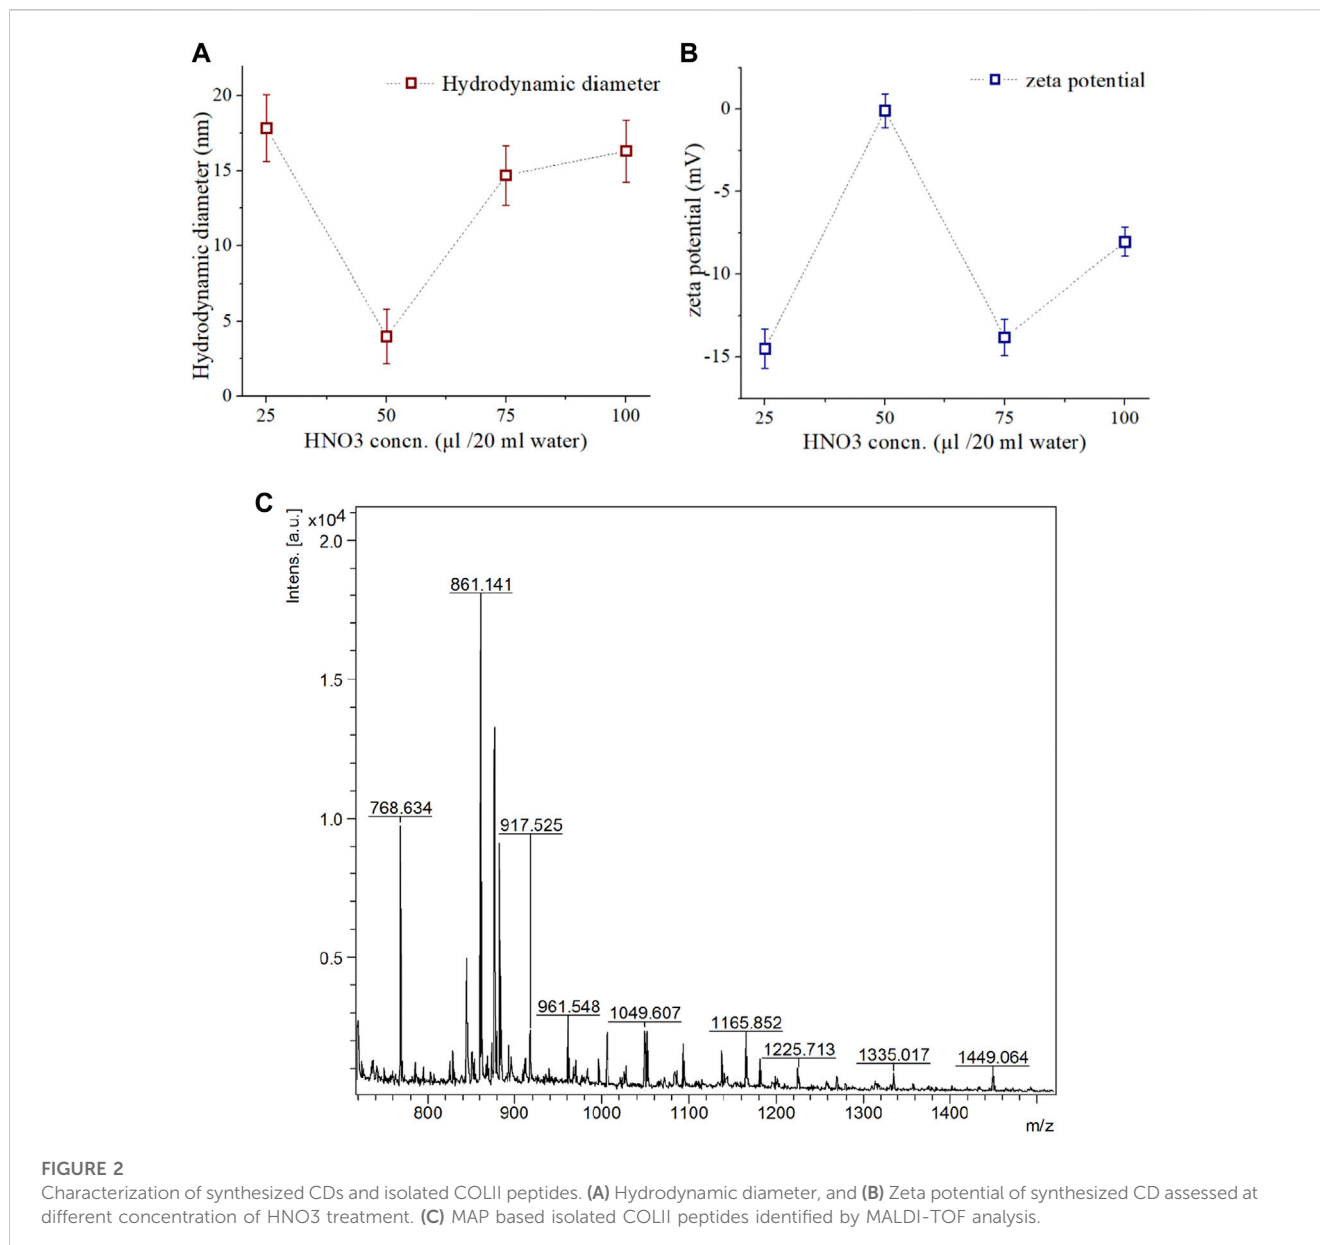 A
Hydrodynamic diameter
Hydrodynamic diameter (nm)
20
15
10
5
0
25 50 75 100
HNO3 concn. (µl /20 ml water)
B
zeta potential
zeta potential (mV)
0
-5
-10
-15
25 50 75 100
HNO3 concn. (µl /20 ml water)
C
Intens. [a.u.]
x10⁴
2.0
1.5
1.0
0.5
861.141
768.634
917.525
961.548
1049.607
1165.852
1225.713
1335.017
1449.064
800 900 1000 1100 1200 1300 1400
m/z
FIGURE 2
Characterization of synthesized CDs and isolated COLII peptides. (A) Hydrodynamic diameter, and (B) Zeta potential of synthesized CD assessed at
different concentration of HNO3 treatment. (C) MAP based isolated COLII peptides identified by MALDI-TOF analysis.